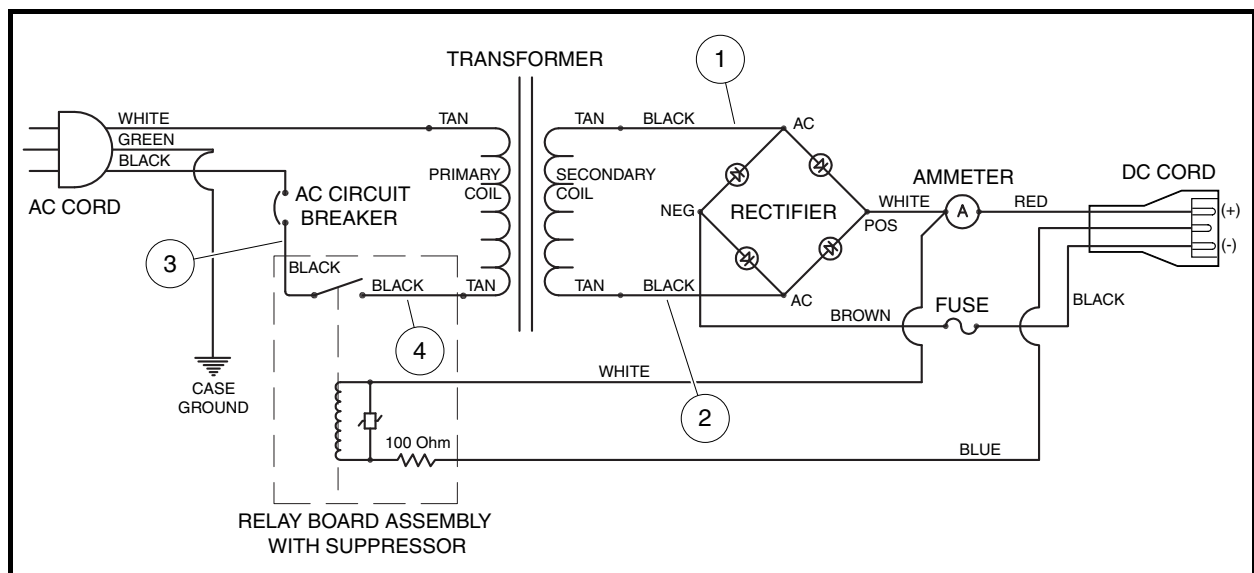 1
TRANSFORMER
WHITE
TAN
TAN
BLACK
AC
GREEN
BLACK
AC CORD
AC CIRCUIT
BREAKER
PRIMARY
COIL
SECONDARY
COIL
NEG
RECTIFIER
POS
WHITE
AMMETER
A
RED
DC CORD
(+)
(-)
3
BLACK
BLACK
TAN
TAN
BLACK
AC
BROWN
FUSE
BLACK
4
CASE
GROUND
WHITE
2
100 Ohm
BLUE
RELAY BOARD ASSEMBLY
WITH SUPPRESSOR